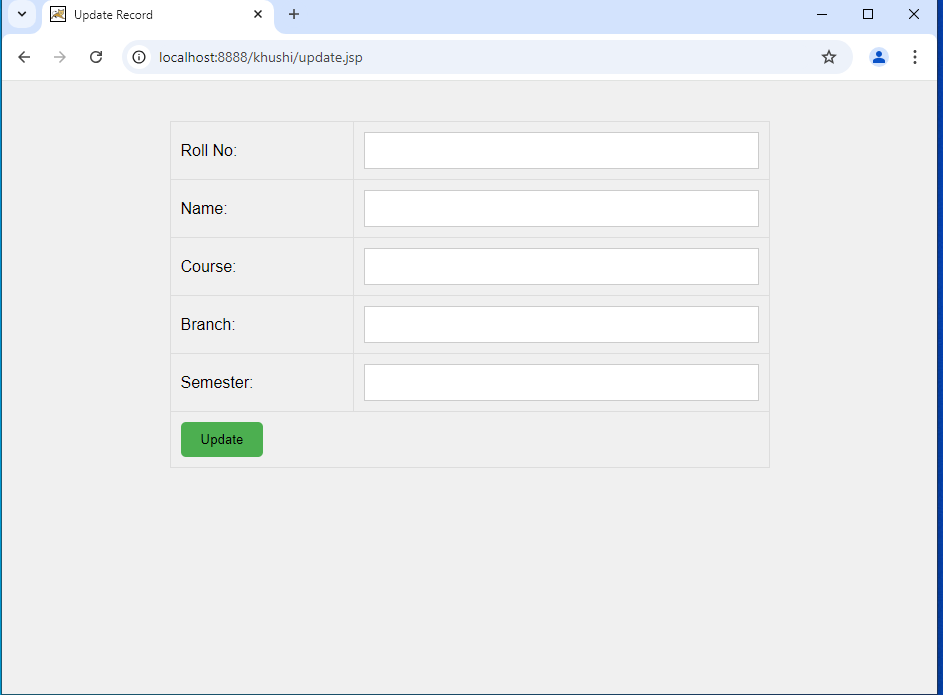 Update Record
localhost:8888/khushi/update.jsp
Roll No:
Name:
Course:
Branch:
Semester:
Update